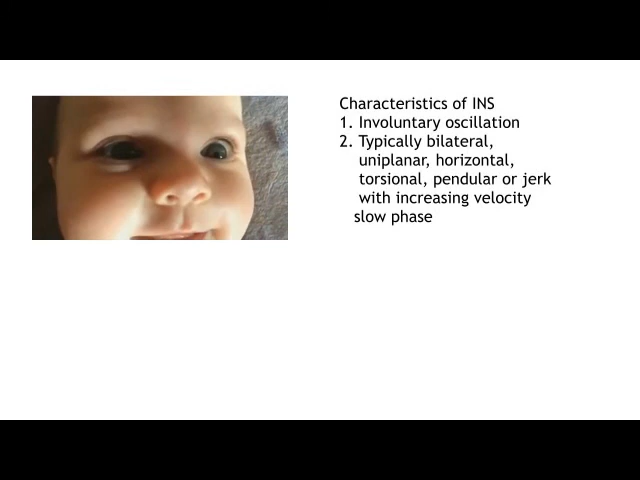 Characteristics of INS
1. Involuntary oscillation
2. Typically bilateral,
uniplanar, horizontal,
torsional, pendular or jerk
with increasing velocity
slow phase